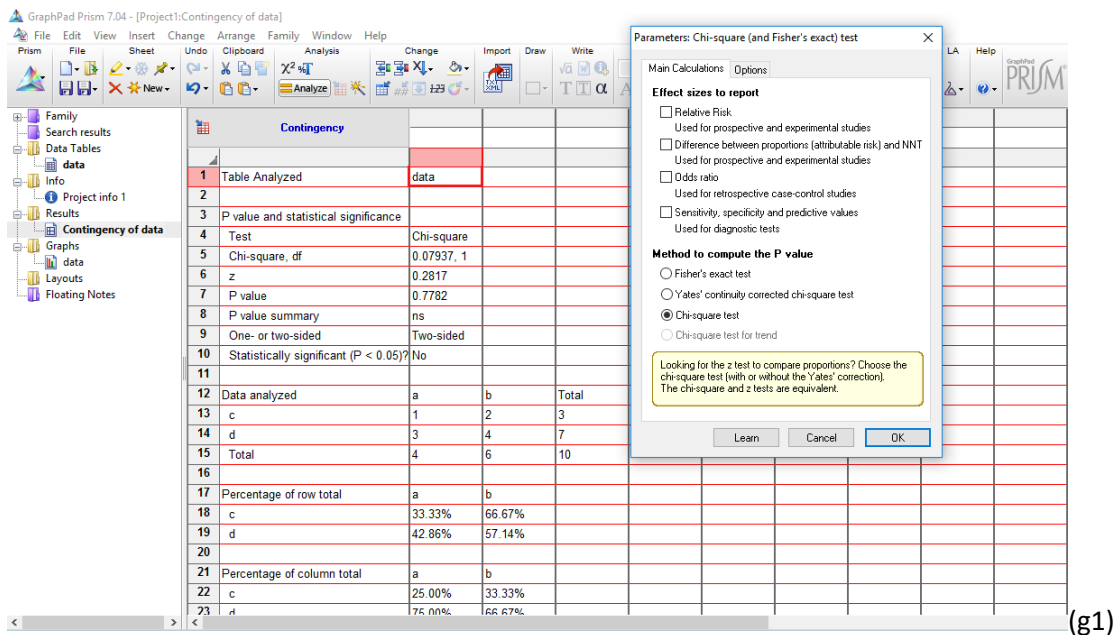 GraphPad Prism 7.04 - [Project1:Contingency of data]
File Edit View Insert Change Arrange Family Window Help
Prism File Sheet Undo Clipboard Analysis Change Import Draw Write LA Help
New
Analyze
123
TXT
XML
√α
T T α A
GraphPad
PRISM
Family
Search results
Data Tables
data
Info
Project info 1
Results
Contingency of data
Graphs
data
Layouts
Floating Notes
Contingency
1 Table Analyzed data
2
3 P value and statistical significance
4 Test Chi-square
5 Chi-square, df 0.07937, 1
6 z 0.2817
7 P value 0.7782
8 P value summary ns
9 One- or two-sided Two-sided
10 Statistically significant (P < 0.05)? No
11
12 Data analyzed a b Total
13 c 1 2 3
14 d 3 4 7
15 Total 4 6 10
16
17 Percentage of row total a b
18 c 33.33% 66.67%
19 d 42.86% 57.14%
20
21 Percentage of column total a b
22 c 25.00% 33.33%
23 d 75.00% 66.67%
Parameters: Chi-square (and Fisher's exact) test
Main Calculations Options
Effect sizes to report
Relative Risk
Used for prospective and experimental studies
Difference between proportions (attributable risk) and NNT
Used for prospective and experimental studies
Odds ratio
Used for retrospective case-control studies
Sensitivity, specificity and predictive values
Used for diagnostic tests
Method to compute the P value
Fisher's exact test
Yates' continuity corrected chi-square test
Chi-square test
Chi-square test for trend
Looking for the z test to compare proportions? Choose the
chi-square test (with or without the Yates' correction).
The chi-square and z tests are equivalent.
Learn Cancel OK
(g1)